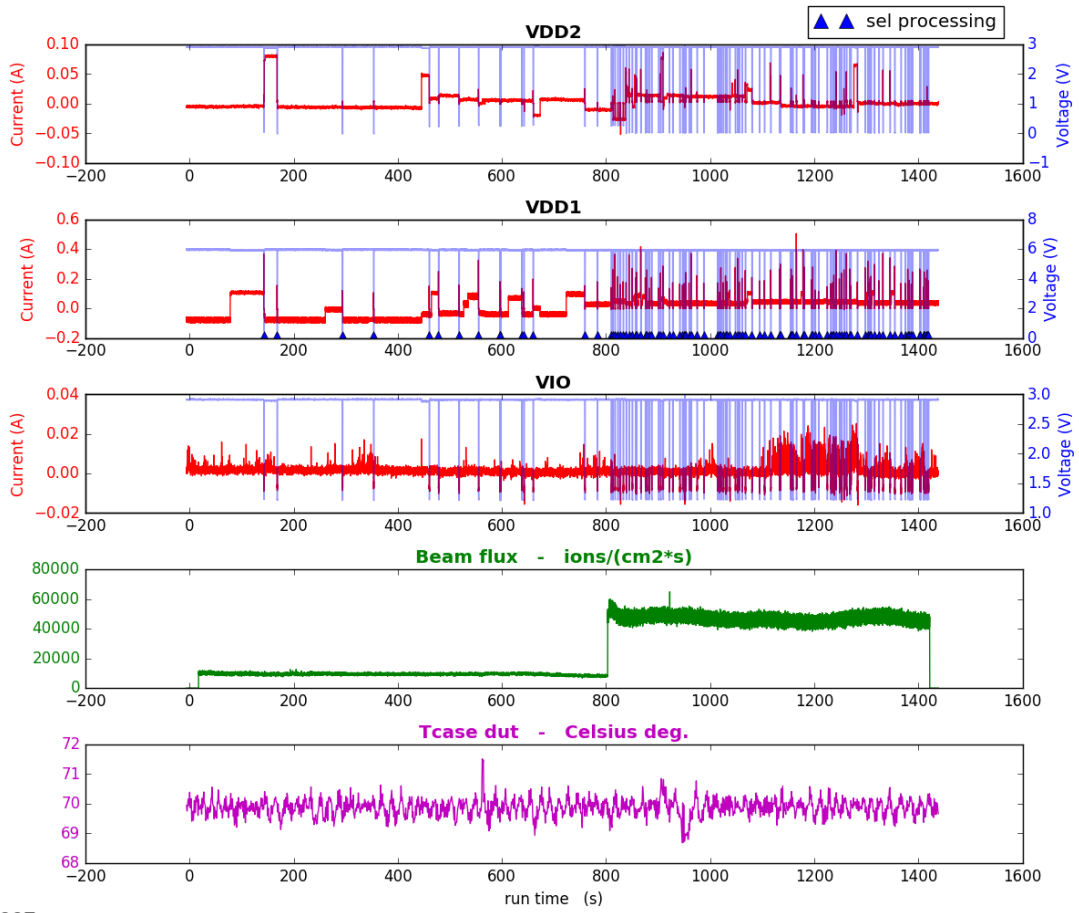 sel processing
VDD2
0.10
0.05
0.00
−0.05
−0.10
Current (A)
3
2
1
0
−1
Voltage (V)
−200 0 200 400 600 800 1000 1200 1400 1600
VDD1
0.6
0.4
0.2
0.0
−0.2
Current (A)
8
6
4
2
0
Voltage (V)
−200 0 200 400 600 800 1000 1200 1400 1600
VIO
0.04
0.02
0.00
−0.02
Current (A)
3.0
2.5
2.0
1.5
1.0
Voltage (V)
−200 0 200 400 600 800 1000 1200 1400 1600
Beam flux - ions/(cm2*s)
80000
60000
40000
20000
0
−200 0 200 400 600 800 1000 1200 1400 1600
Tcase dut - Celsius deg.
72
71
70
69
68
−200 0 200 400 600 800 1000 1200 1400 1600
run time (s)